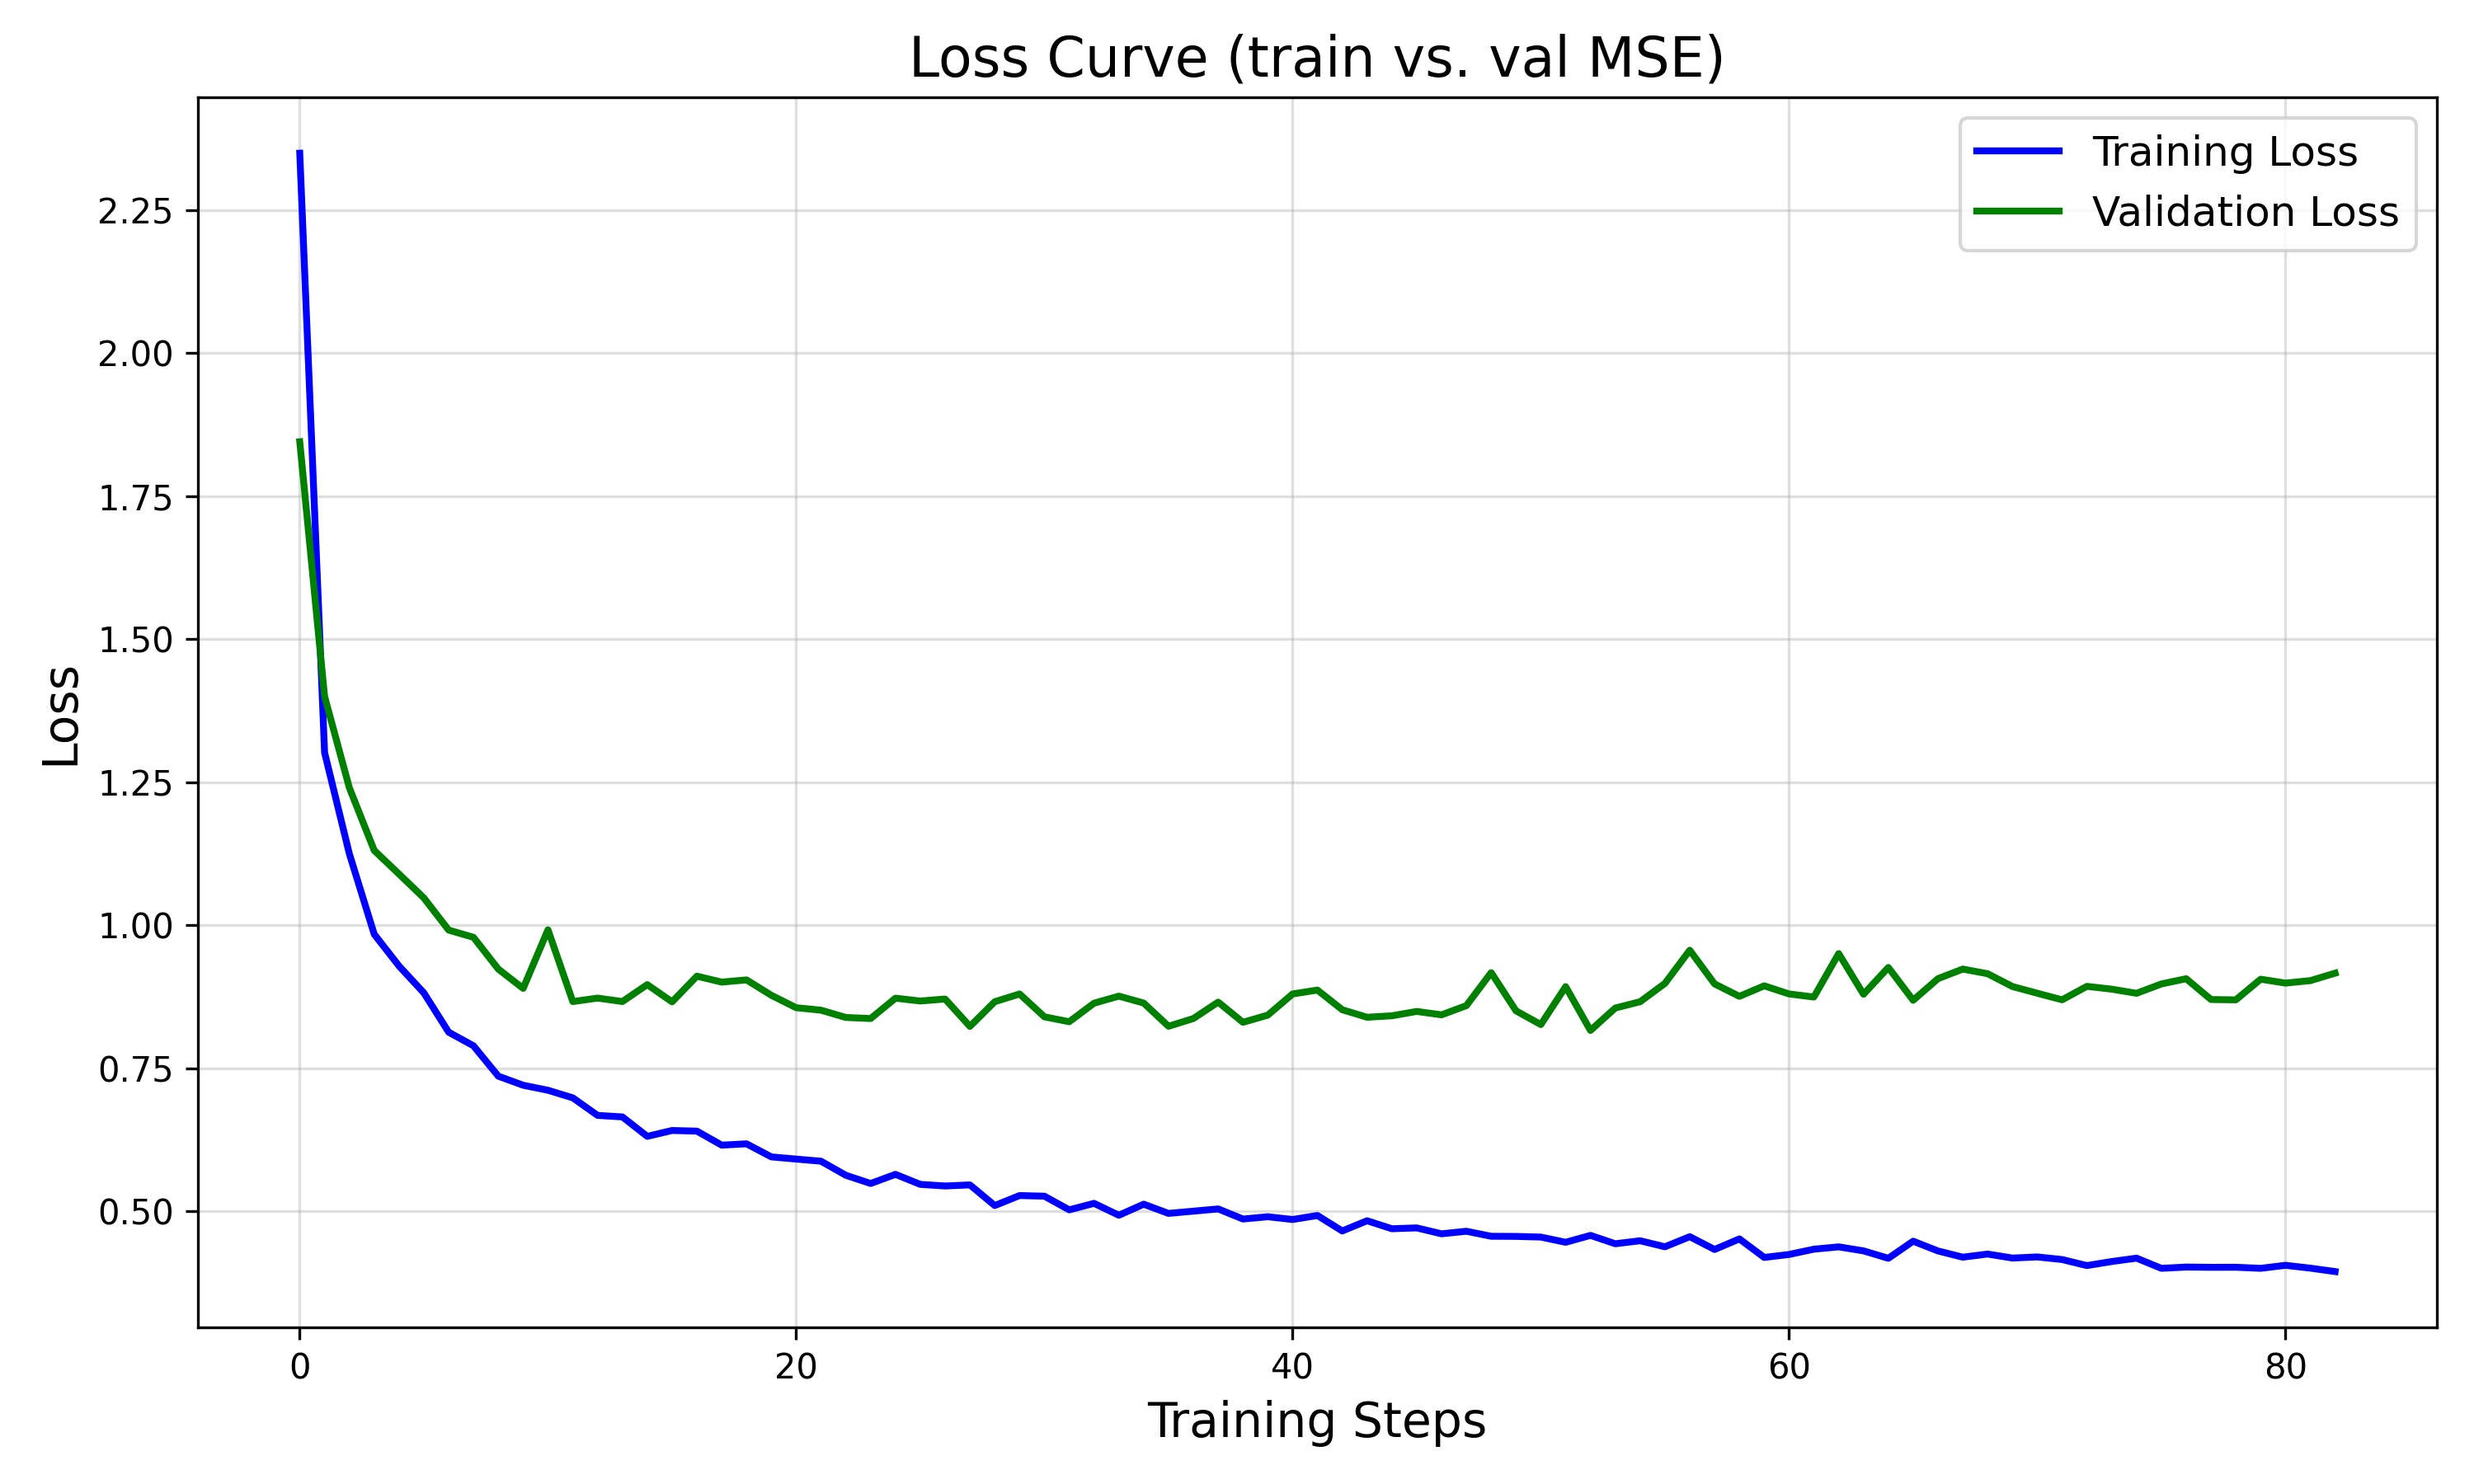 Loss Curve (train vs. val MSE)
Training Loss
Validation Loss
2.25
2.00
1.75
1.50
1.25
1.00
0.75
0.50
Loss
0 20 40 60 80
Training Steps